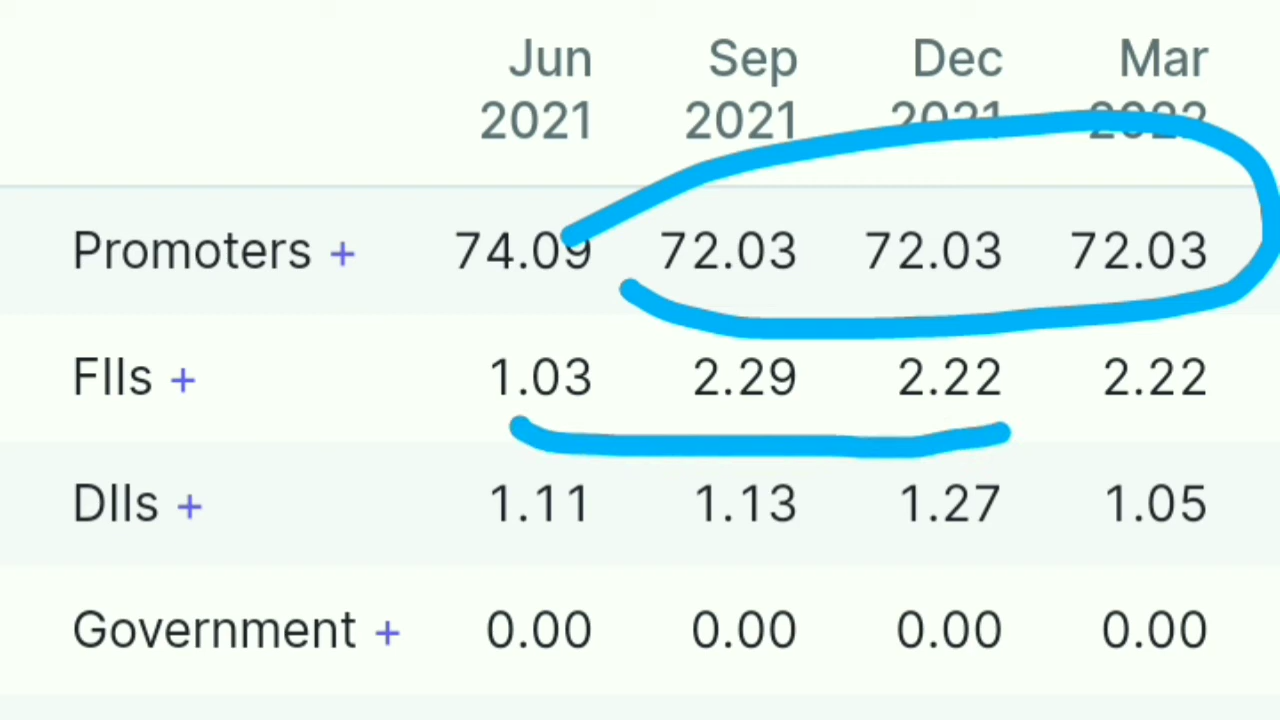 Jun Sep Dec Mar
2021 2021 2021 2022
Promoters + 74.09 72.03 72.03 72.03
FIIs + 1.03 2.29 2.22 2.22
DIIs + 1.11 1.13 1.27 1.05
Government + 0.00 0.00 0.00 0.00